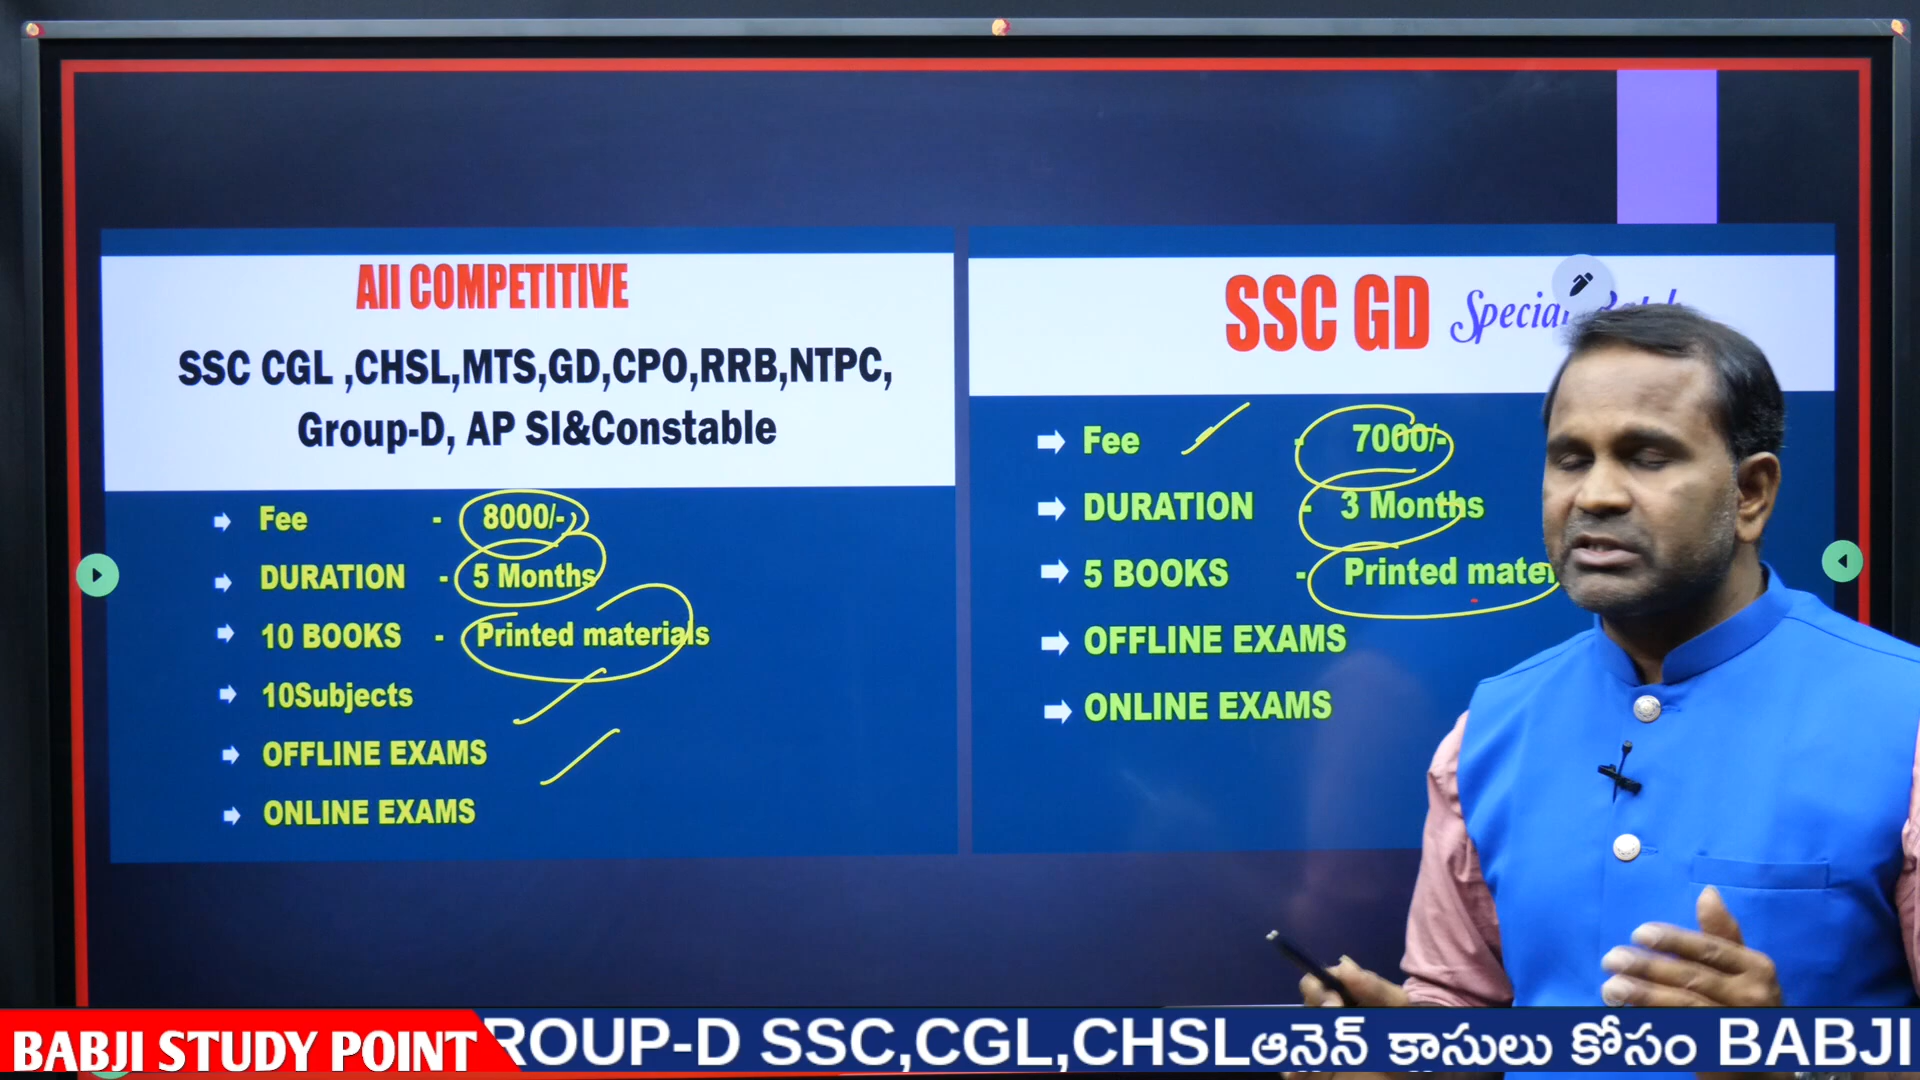 All COMPETITIVE
SSC CGL ,CHSL,MTS,GD,CPO,RRB,NTPC,
Group-D, AP SI&Constable
Fee - 8000/-
DURATION - 5 Months
10 BOOKS - Printed materials
10Subjects
OFFLINE EXAMS
ONLINE EXAMS
SSC GD Special
Fee - 7000/-
DURATION - 3 Months
5 BOOKS - Printed mater
OFFLINE EXAMS
ONLINE EXAMS
BABJI STUDY POINT ROUP-D SSC,CGL,CHSLఆన్లైన్ క్లాసులు కోసం BABJI